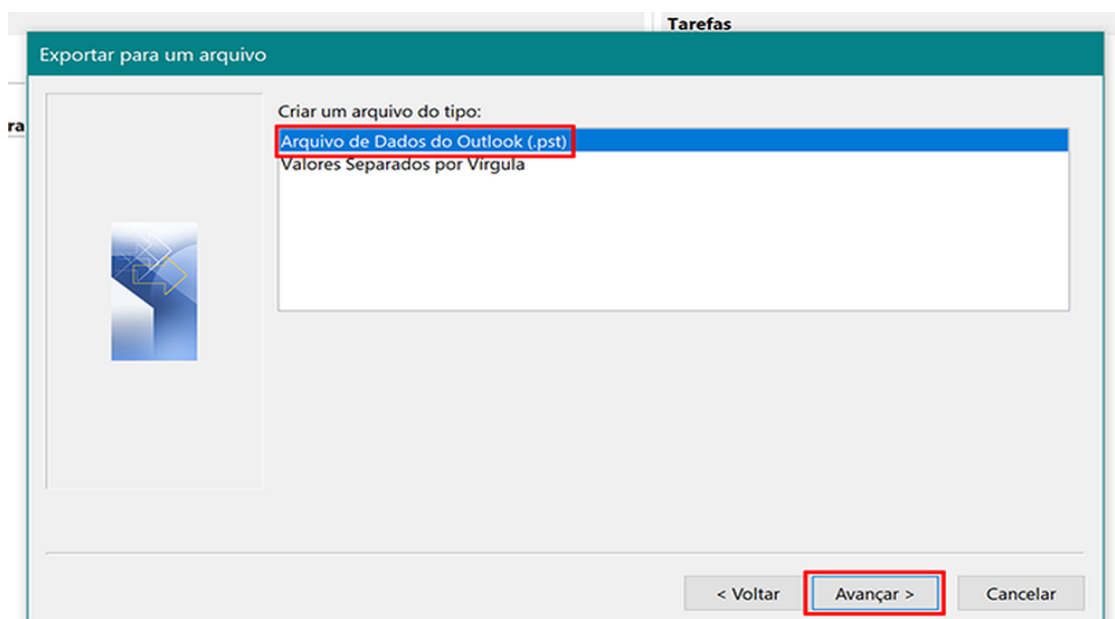 Tarefas
Exportar para um arquivo
ra
Criar um arquivo do tipo:
Arquivo de Dados do Outlook (.pst)
Valores Separados por Vírgula
< Voltar
Avançar >
Cancelar